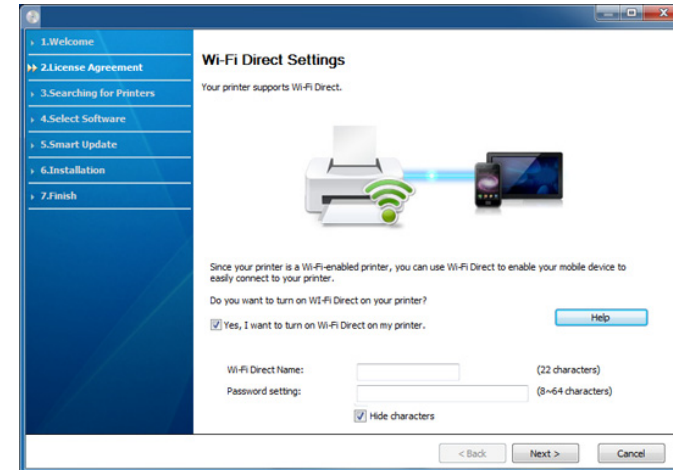 1.Welcome
2.License Agreement
3.Searching for Printers
4.Select Software
5.Smart Update
6.Installation
7.Finish
Wi-Fi Direct Settings
Your printer supports Wi-Fi Direct.
Since your printer is a Wi-Fi-enabled printer, you can use Wi-Fi Direct to enable your mobile device to
easily connect to your printer.
Do you want to turn on WI-Fi Direct on your printer?
Yes, I want to turn on Wi-Fi Direct on my printer.
Help
Wi-Fi Direct Name: (22 characters)
Password setting: (8~64 characters)
Hide characters
< Back Next > Cancel